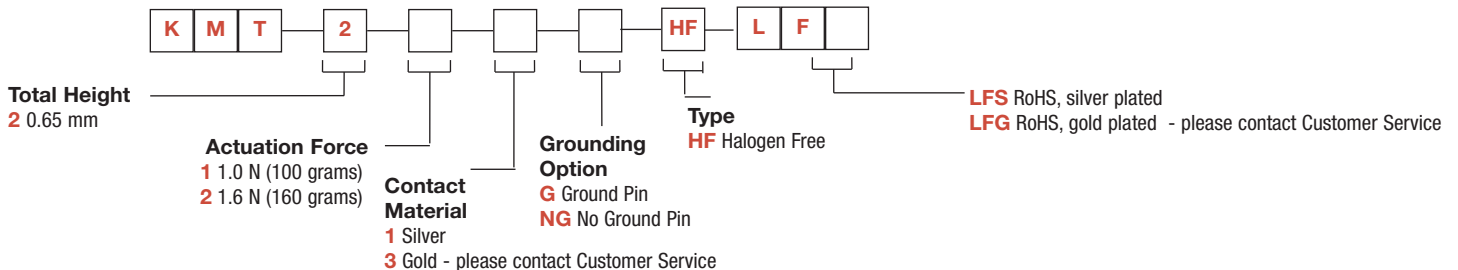 K M T 2 HF L F
Total Height
2 0.65 mm
Actuation Force
1 1.0 N (100 grams)
2 1.6 N (160 grams)
Contact
Material
1 Silver
3 Gold - please contact Customer Service
Grounding
Option
G Ground Pin
NG No Ground Pin
Type
HF Halogen Free
LFS RoHS, silver plated
LFG RoHS, gold plated - please contact Customer Service